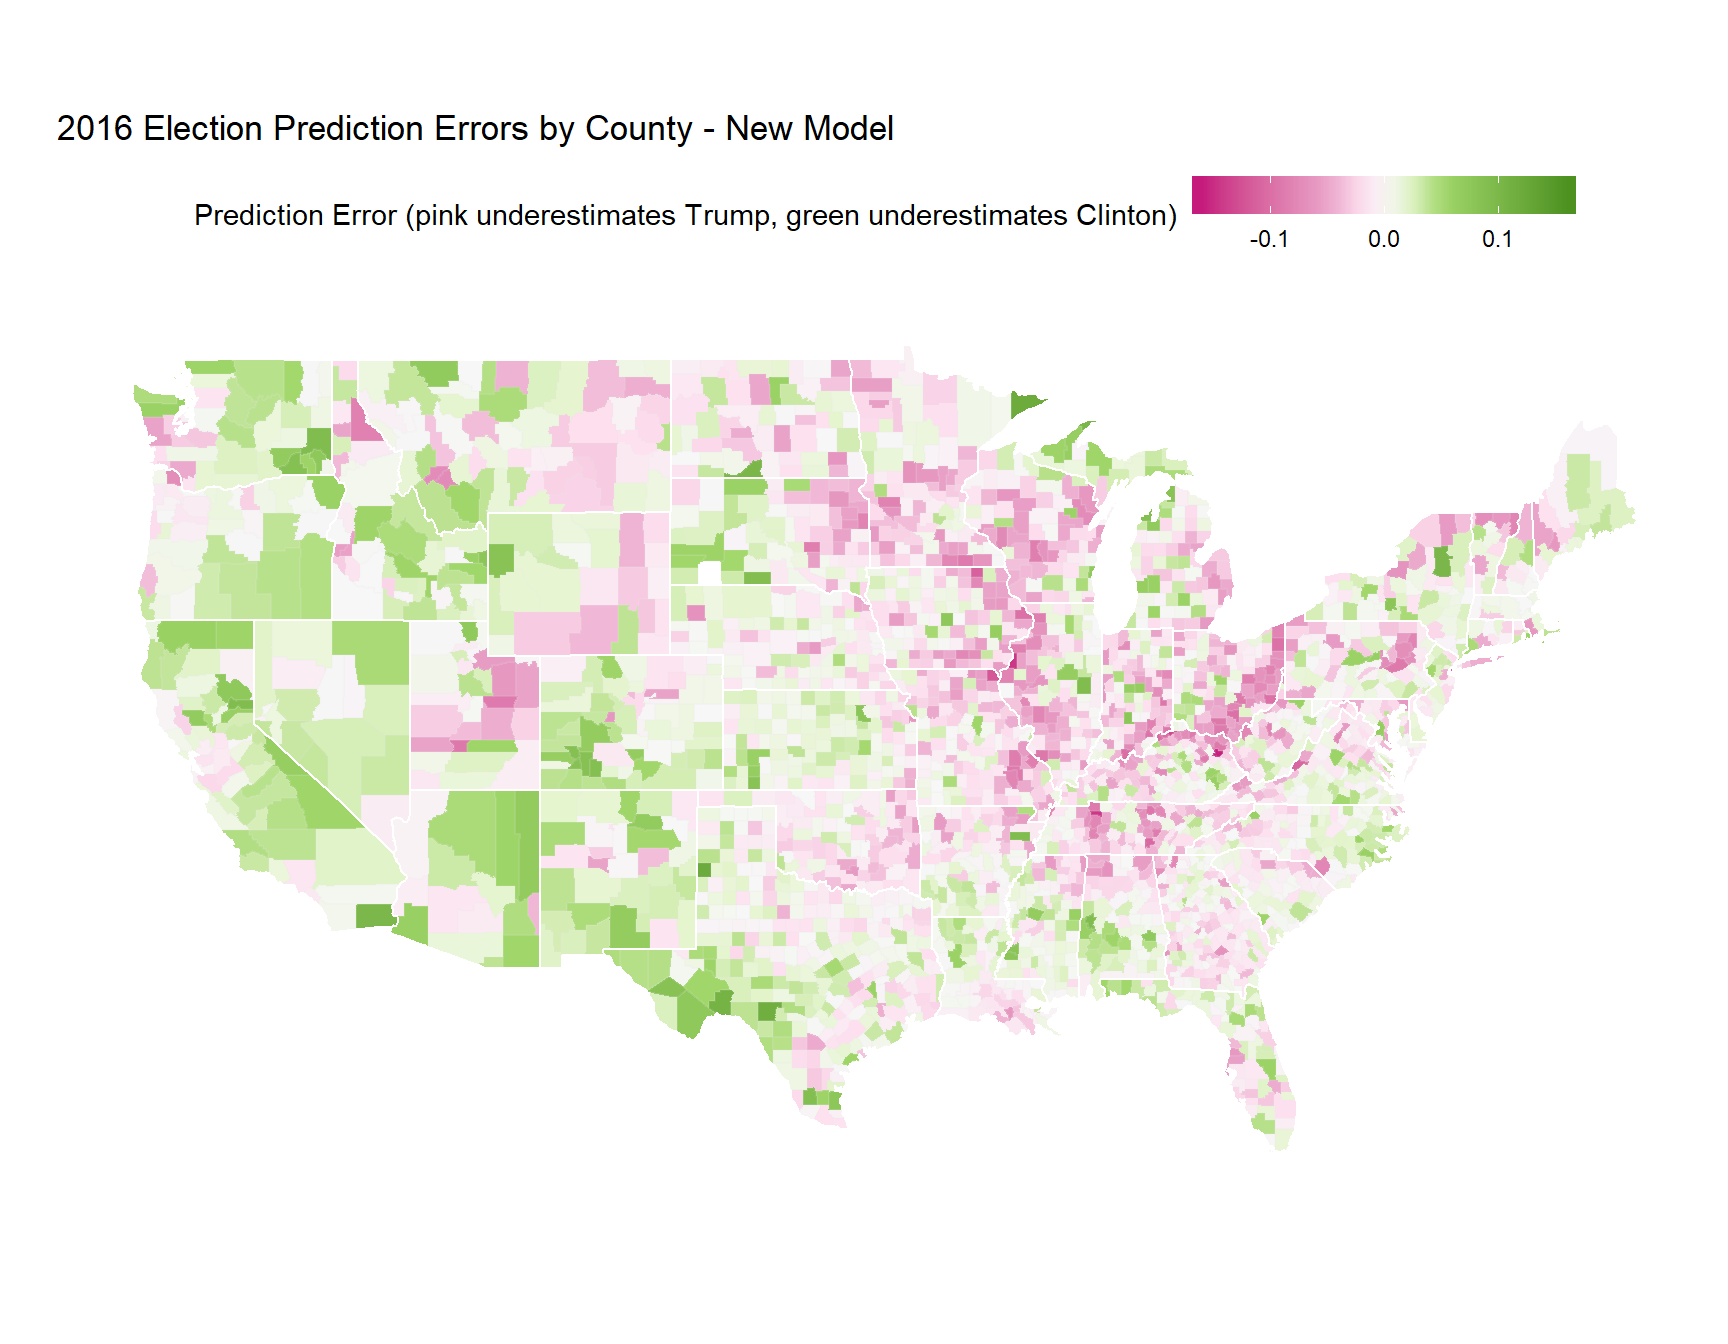 2016 Election Prediction Errors by County - New Model
Prediction Error (pink underestimates Trump, green underestimates Clinton)
-0.1 0.0 0.1